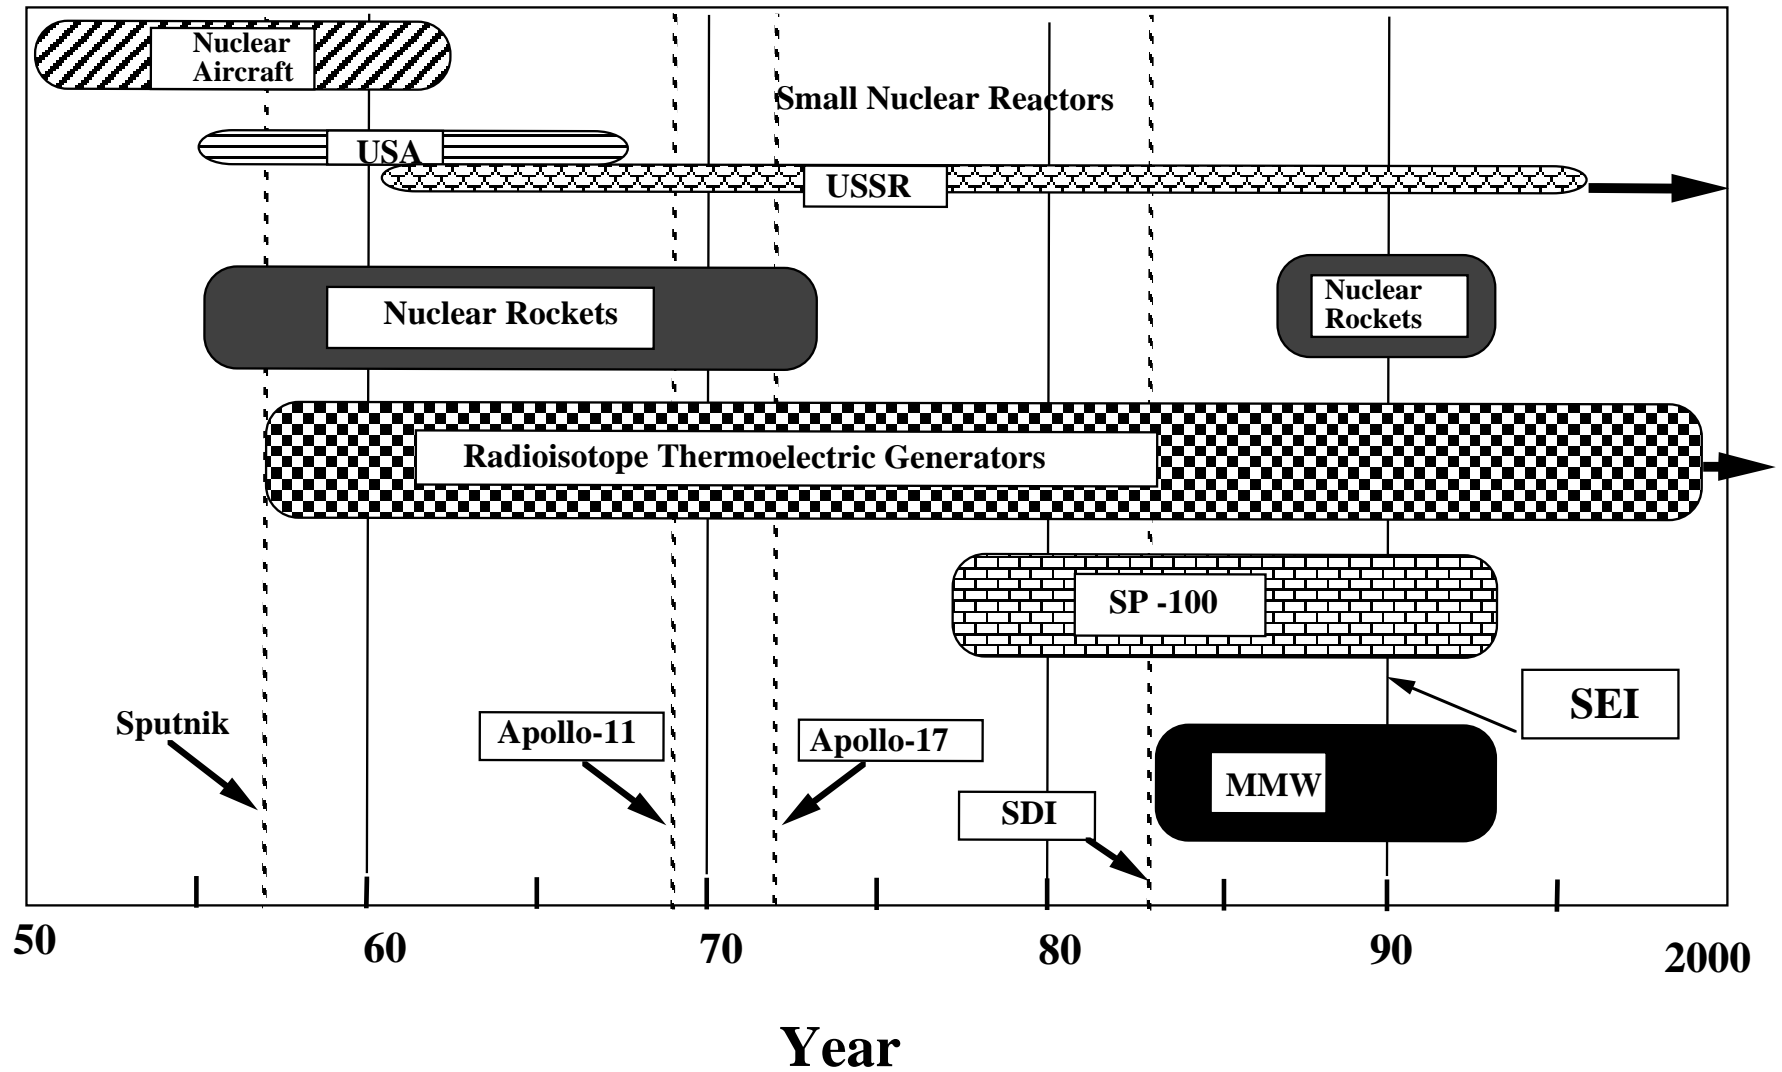 Nuclear
Aircraft
Small Nuclear Reactors
USA
USSR
Nuclear Rockets
Nuclear
Rockets
Radioisotope Thermoelectric Generators
SP -100
SEI
Sputnik
Apollo-11
Apollo-17
MMW
SDI
50 60 70 80 90 2000
Year